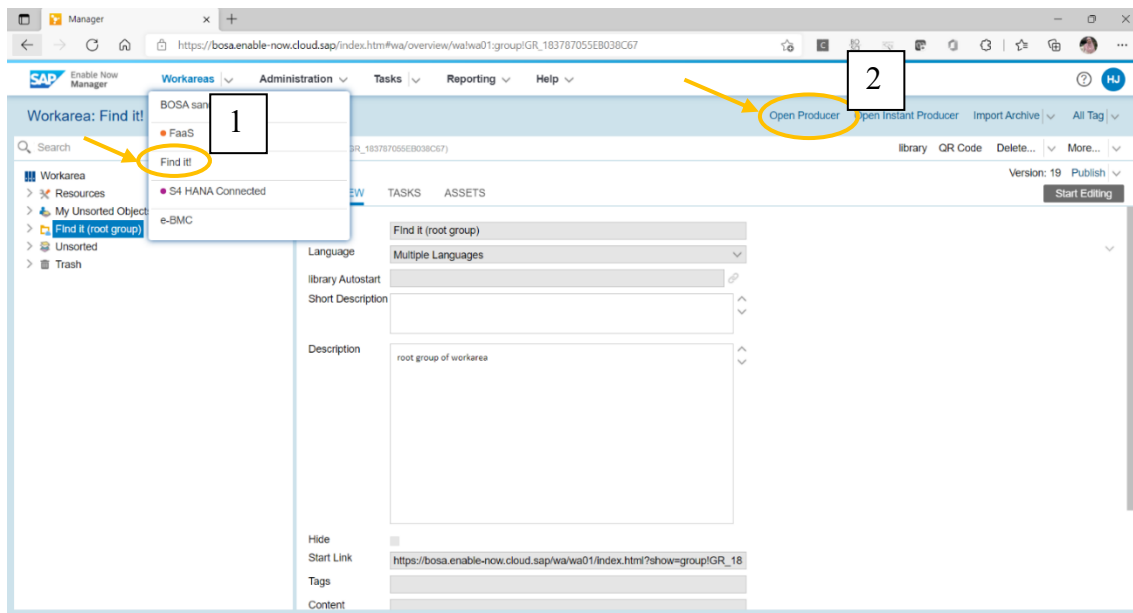 Manager
https://bosa.enable-now.cloud.sap/index.htm#wa/overview/wa!wa01:group!GR_183787055EB038C67
SAP Enable Now Manager
Workareas Administration Tasks Reporting Help
HJ
Workarea: Find it!
BOSA san
1
2
Open Producer Open Instant Producer Import Archive All Tag
FaaS
Find it!
S4 HANA Connected
e-BMC
Search
GR_183787055EB038C67)
library QR Code Delete... More...
Version: 19 Publish
Start Editing
Workarea
Resources
My Unsorted Object
FInd it (root group)
Unsorted
Trash
EW TASKS ASSETS
FInd it (root group)
Language Multiple Languages
library Autostart
Short Description
Description
root group of workarea
Hide
Start Link https://bosa.enable-now.cloud.sap/wa/wa01/index.html?show=group!GR_18
Tags
Content